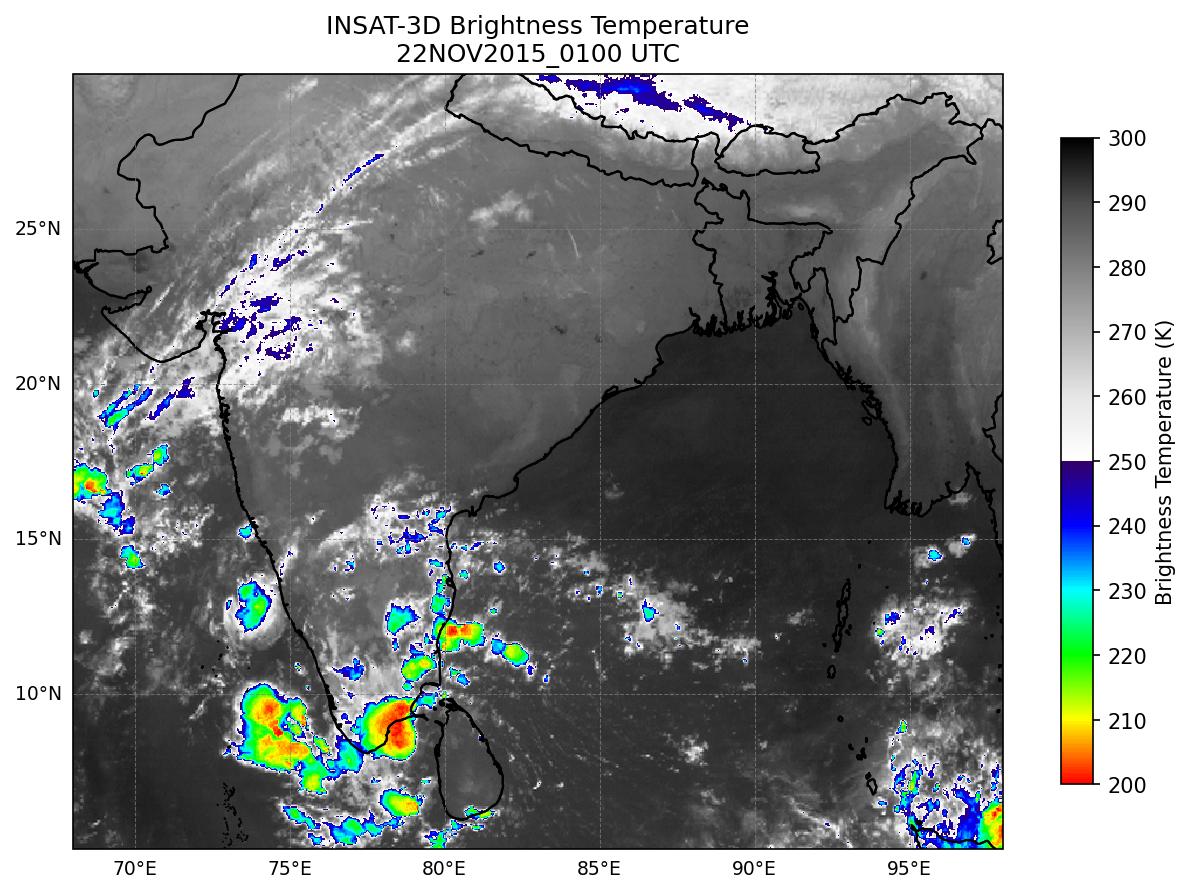 INSAT-3D Brightness Temperature
22NOV2015_0100 UTC
25°N
20°N
15°N
10°N
70°E
75°E
80°E
85°E
90°E
95°E
300
290
280
270
260
250
240
230
220
210
200
Brightness Temperature (K)